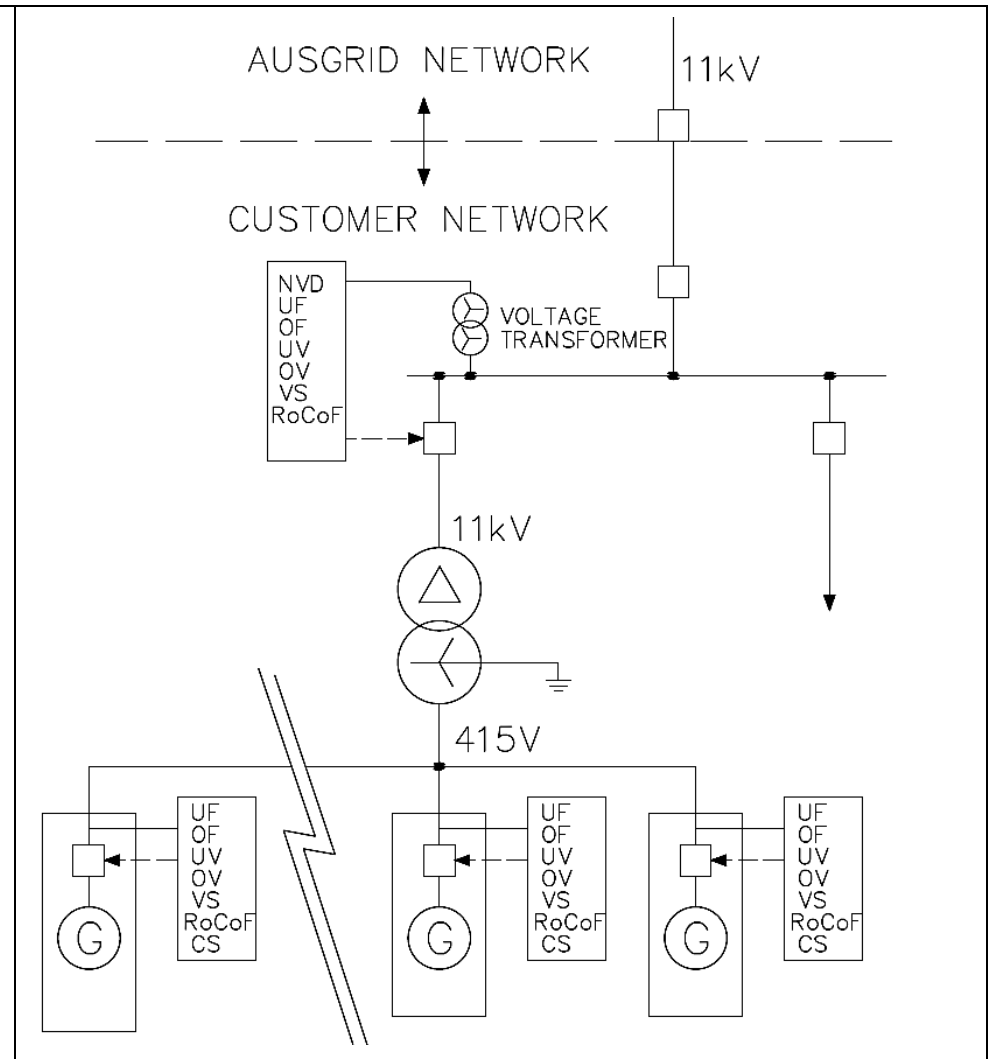 AUSGRID NETWORK
11kV
CUSTOMER NETWORK
NVD
UF
OF
UV
OV
VS
RoCoF
VOLTAGE
TRANSFORMER
11kV
415V
UF
OF
UV
OV
VS
RoCoF
CS
G
UF
OF
UV
OV
VS
RoCoF
CS
G
UF
OF
UV
OV
VS
RoCoF
CS
G